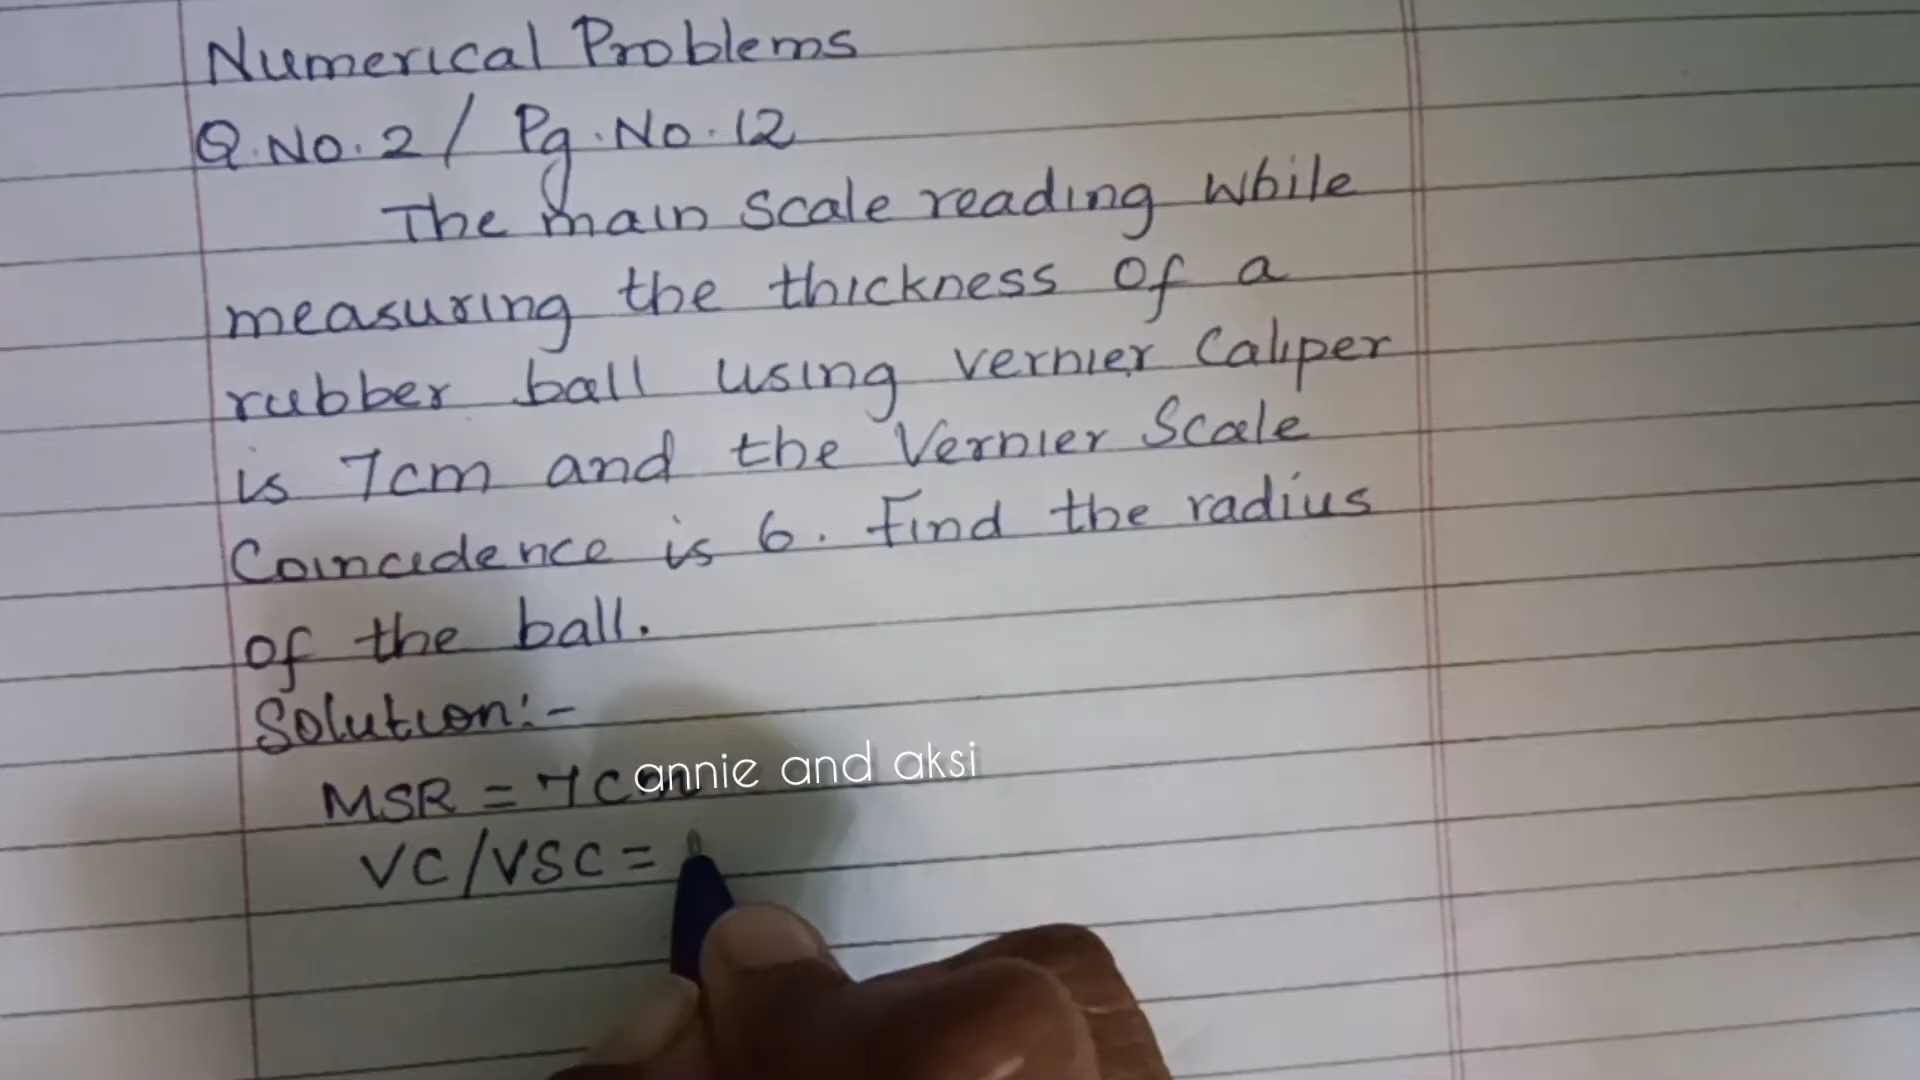 Numerical Problems
Q.No.2/ Pg.No.12
The main scale reading while
measuring the thickness of a
rubber ball using vernier caliper
is 7cm and the Vernier Scale
Coincidence is 6. Find the radius
of the ball.
Solution:-
MSR = 7cm
annie and aksi
VC/VSC =